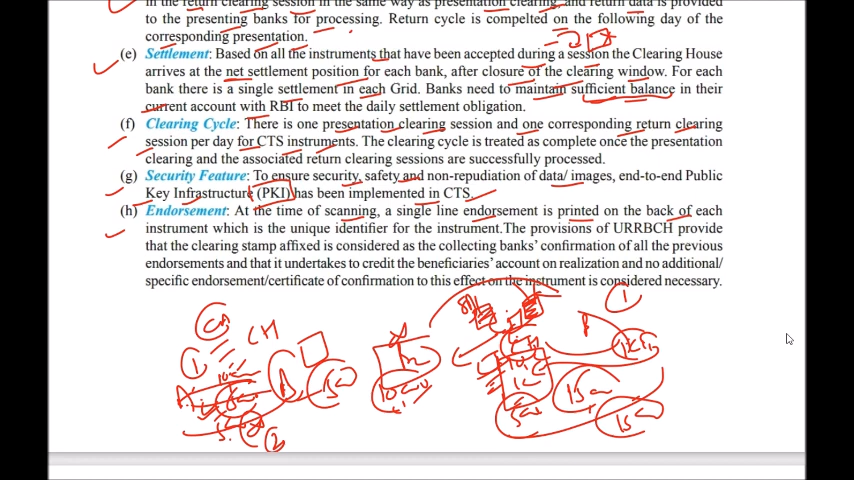 in the return clearing session in the same way as presentation clearing, and return data is provided
to the presenting banks for processing. Return cycle is compelted on the following day of the
corresponding presentation.
(e) Settlement: Based on all the instruments that have been accepted during a session the Clearing House
arrives at the net settlement position for each bank, after closure of the clearing window. For each
bank there is a single settlement in each Grid. Banks need to maintain sufficient balance in their
current account with RBI to meet the daily settlement obligation.
(f) Clearing Cycle: There is one presentation clearing session and one corresponding return clearing
session per day for CTS instruments. The clearing cycle is treated as complete once the presentation
clearing and the associated return clearing sessions are successfully processed.
(g) Security Feature: To ensure security, safety and non-repudiation of data/ images, end-to-end Public
Key Infrastructure (PKI) has been implemented in CTS.
(h) Endorsement: At the time of scanning, a single line endorsement is printed on the back of each
instrument which is the unique identifier for the instrument.The provisions of URRBCH provide
that the clearing stamp affixed is considered as the collecting banks' confirmation of all the previous
endorsements and that it undertakes to credit the beneficiaries' account on realization and no additional/
specific endorsement/certificate of confirmation to this effect on the instrument is considered necessary.
1
CH
1
2